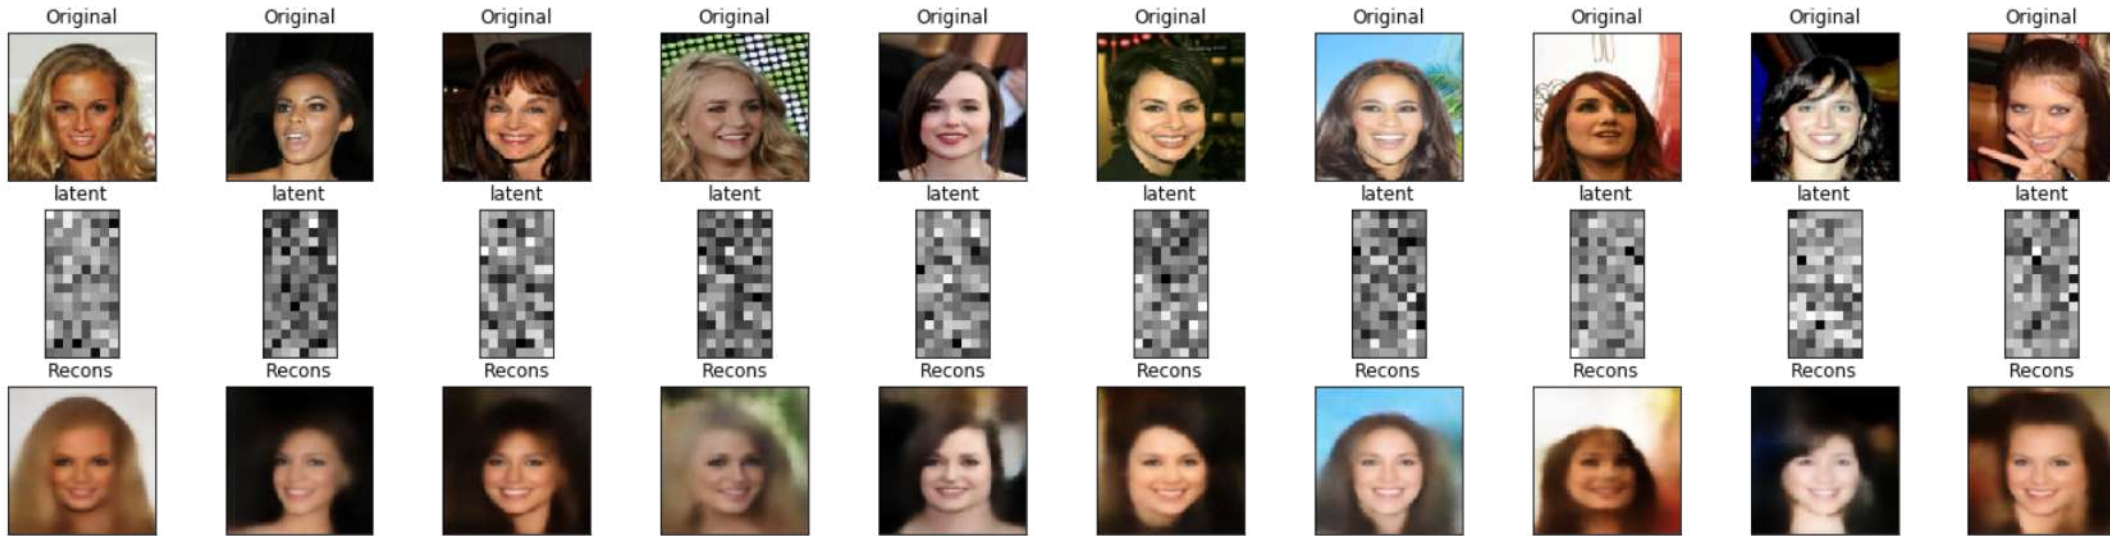 Original Original Original Original Original Original Original Original Original Original
latent latent latent latent latent latent latent latent latent latent
Recons Recons Recons Recons Recons Recons Recons Recons Recons Recons